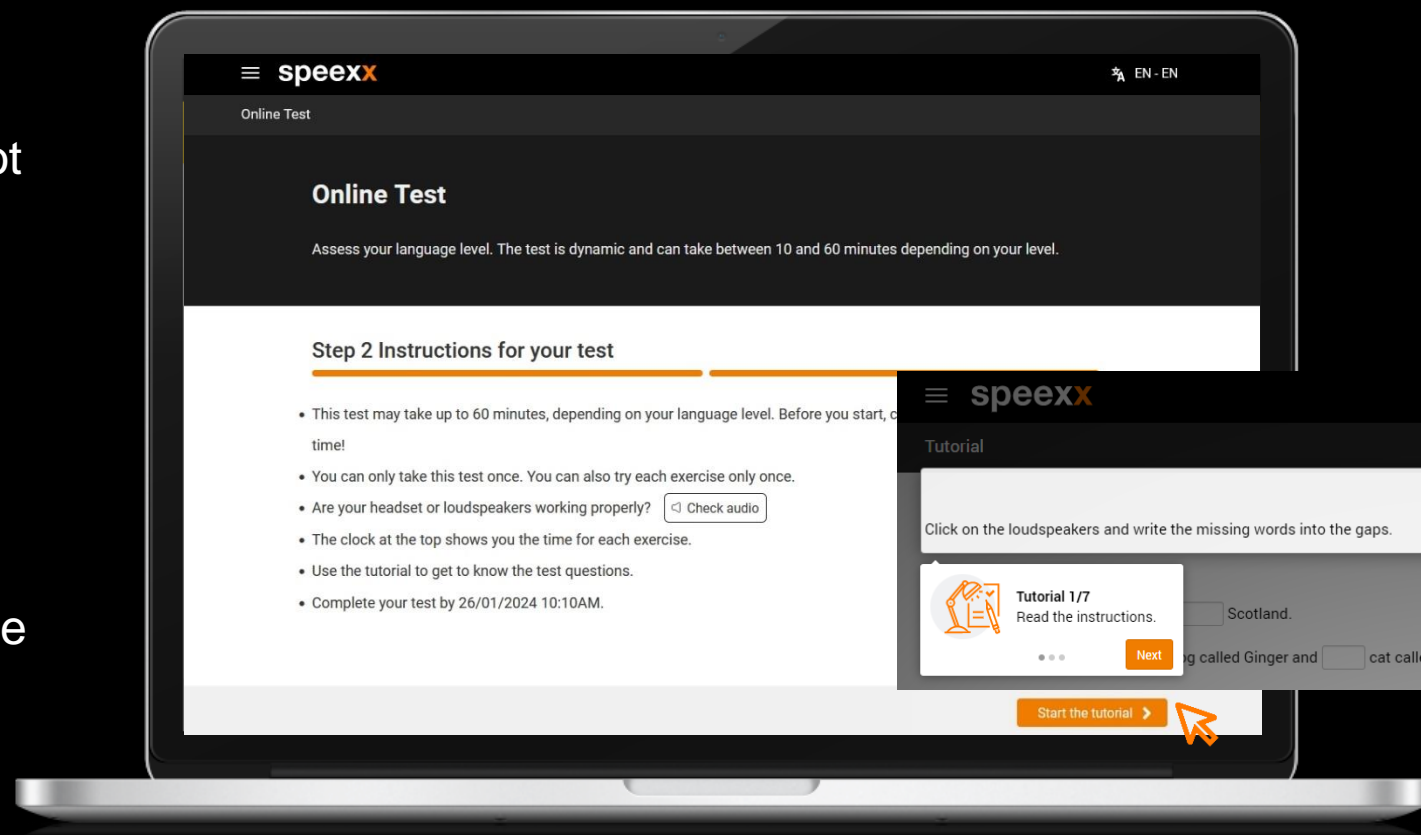 speexx
EN - EN
Online Test
Online Test
Assess your language level. The test is dynamic and can take between 10 and 60 minutes depending on your level.
Step 2 Instructions for your test
• This test may take up to 60 minutes, depending on your language level. Before you start, c
time!
• You can only take this test once. You can also try each exercise only once.
• Are your headset or loudspeakers working properly? Check audio
• The clock at the top shows you the time for each exercise.
• Use the tutorial to get to know the test questions.
• Complete your test by 26/01/2024 10:10AM.
Start the tutorial
speexx
Tutorial
Click on the loudspeakers and write the missing words into the gaps.
Tutorial 1/7
Read the instructions.
Next
Scotland.
og called Ginger and cat calle
ot
e